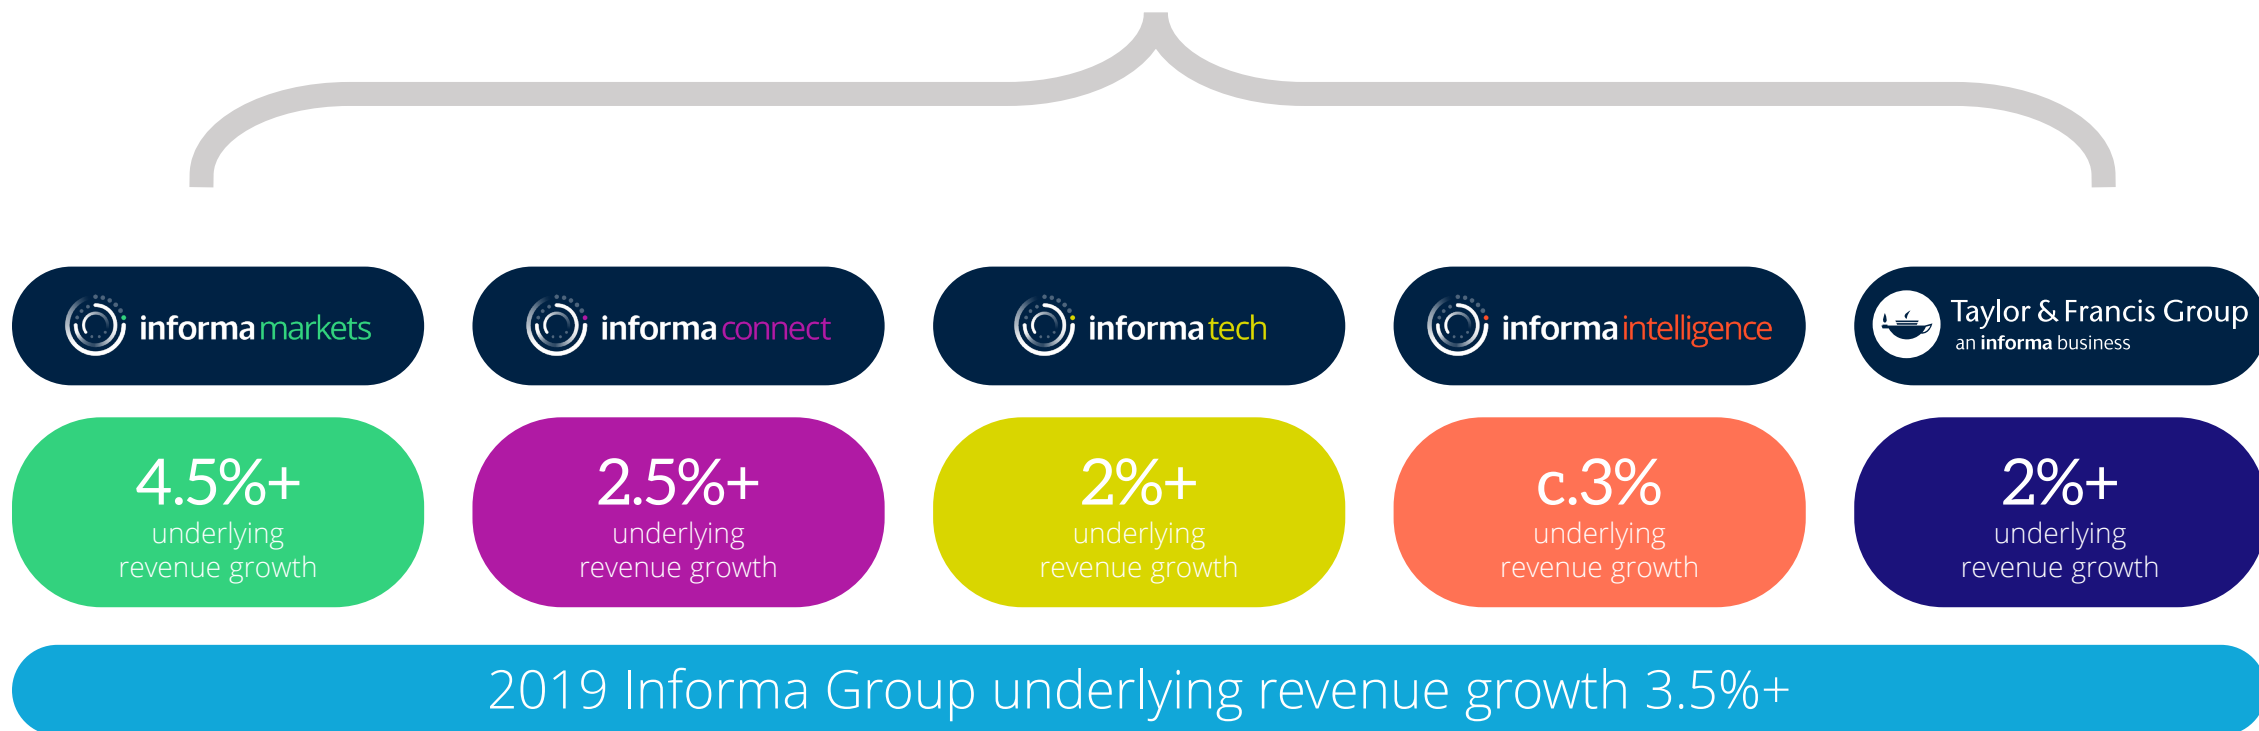 informa markets
informa connect
informa tech
informa intelligence
Taylor & Francis Group
an informa business
4.5%+
underlying
revenue growth
2.5%+
underlying
revenue growth
2%+
underlying
revenue growth
c.3%
underlying
revenue growth
2%+
underlying
revenue growth
2019 Informa Group underlying revenue growth 3.5%+